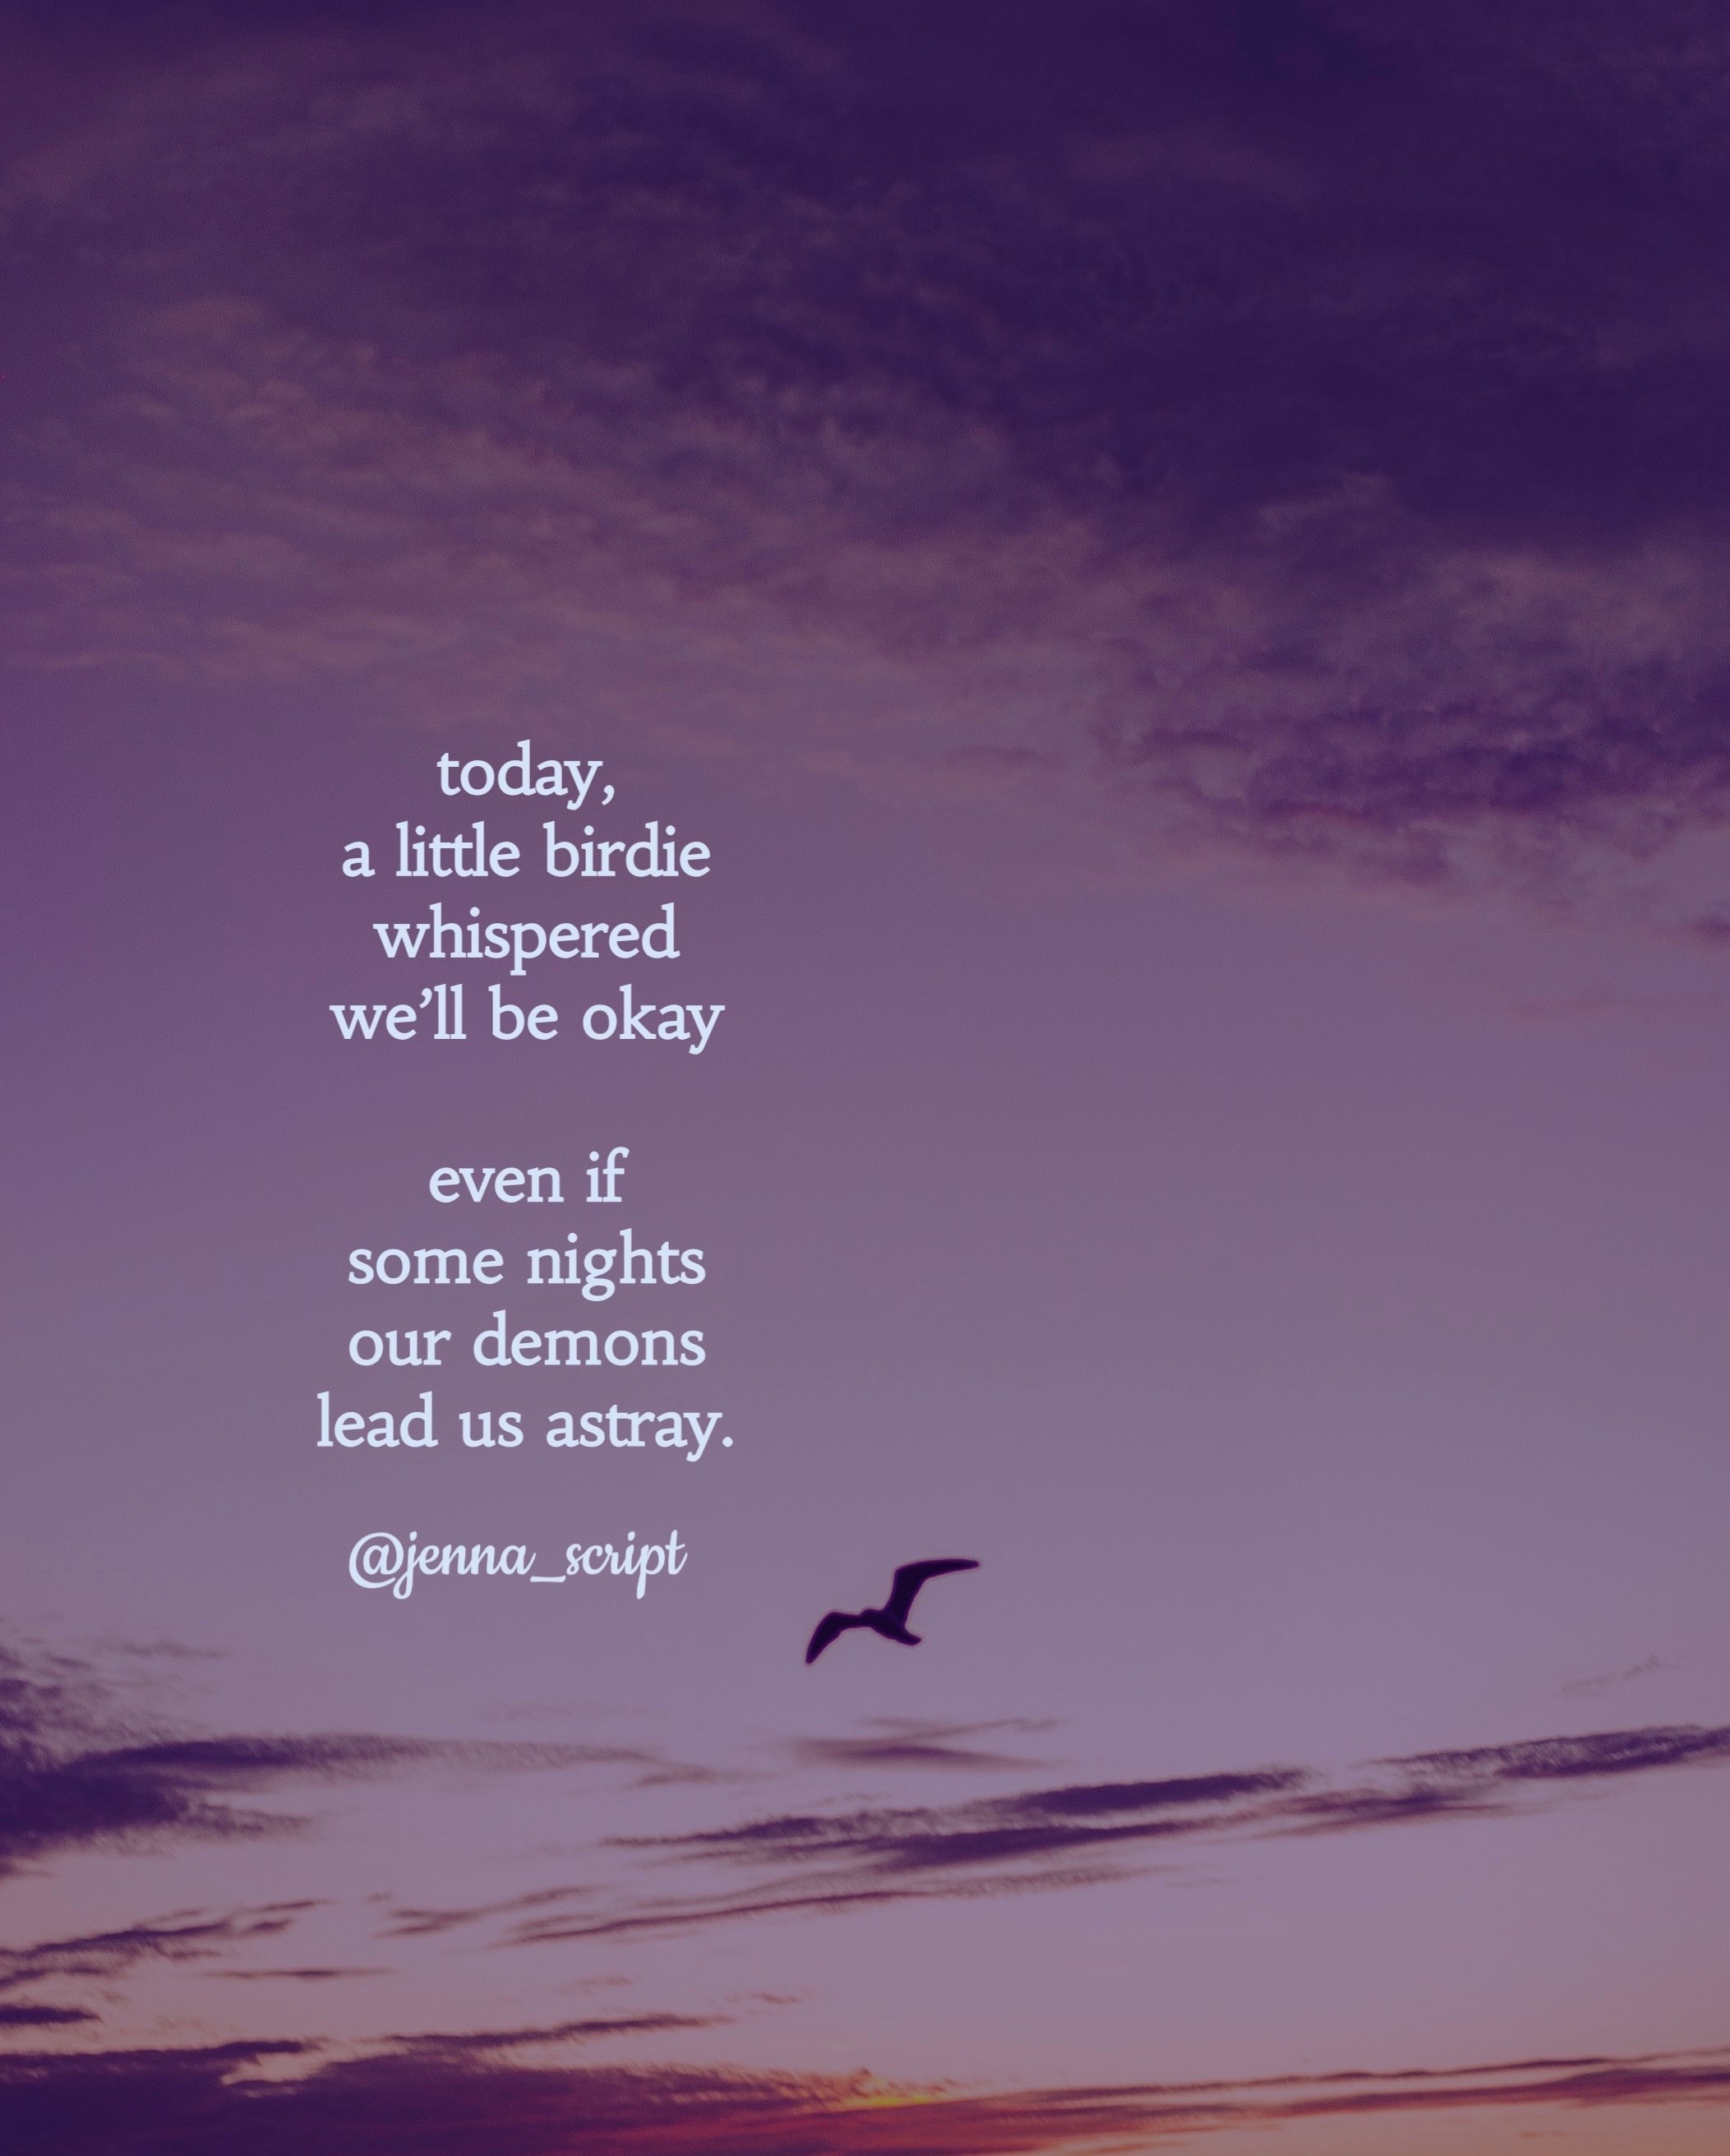 today,
a little birdie
whispered
we’ll be okay
even if
some nights
our demons
lead us astray.
@jenna_script